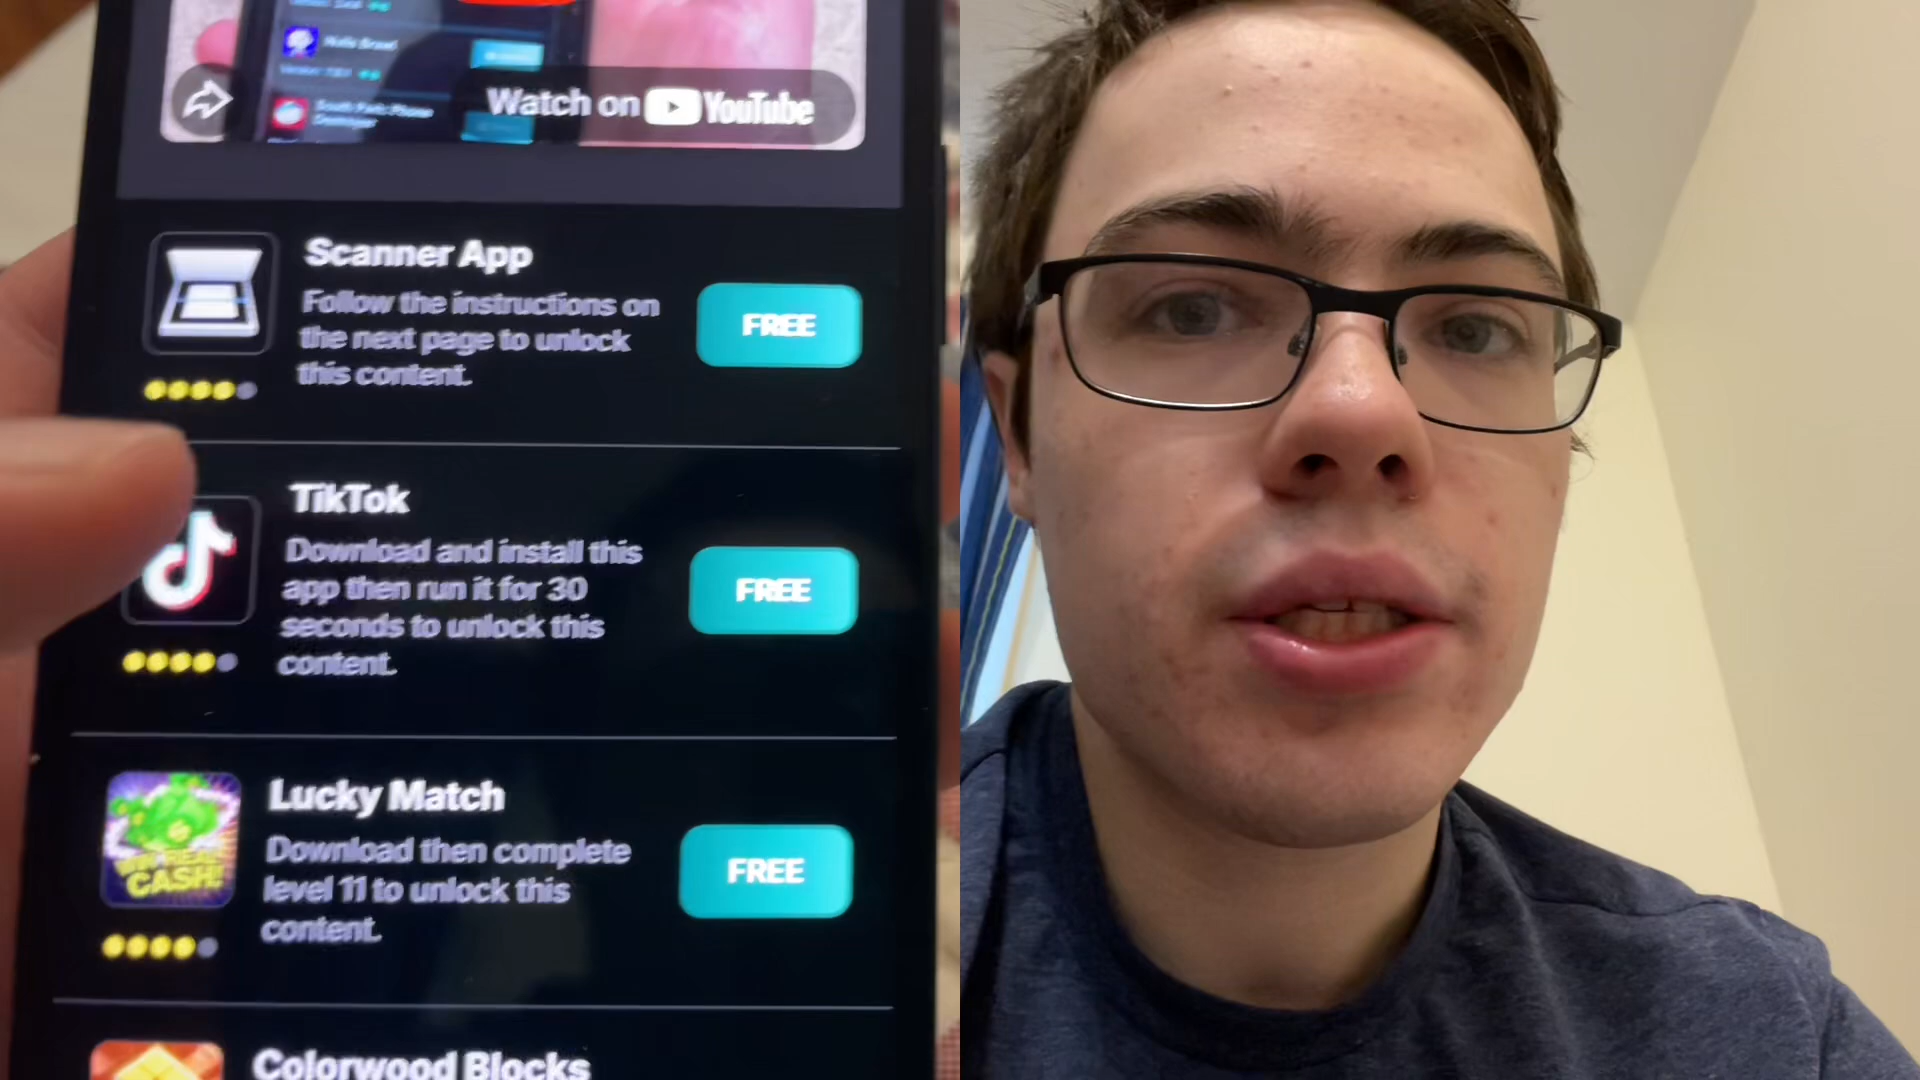 Watch on YouTube
Scanner App
Follow the instructions on
the next page to unlock
this content.
FREE
TikTok
Download and install this
app then run it for 30
seconds to unlock this
content.
FREE
Lucky Match
Download then complete
level 11 to unlock this
content.
FREE
CASH!
Colorwood Blocks